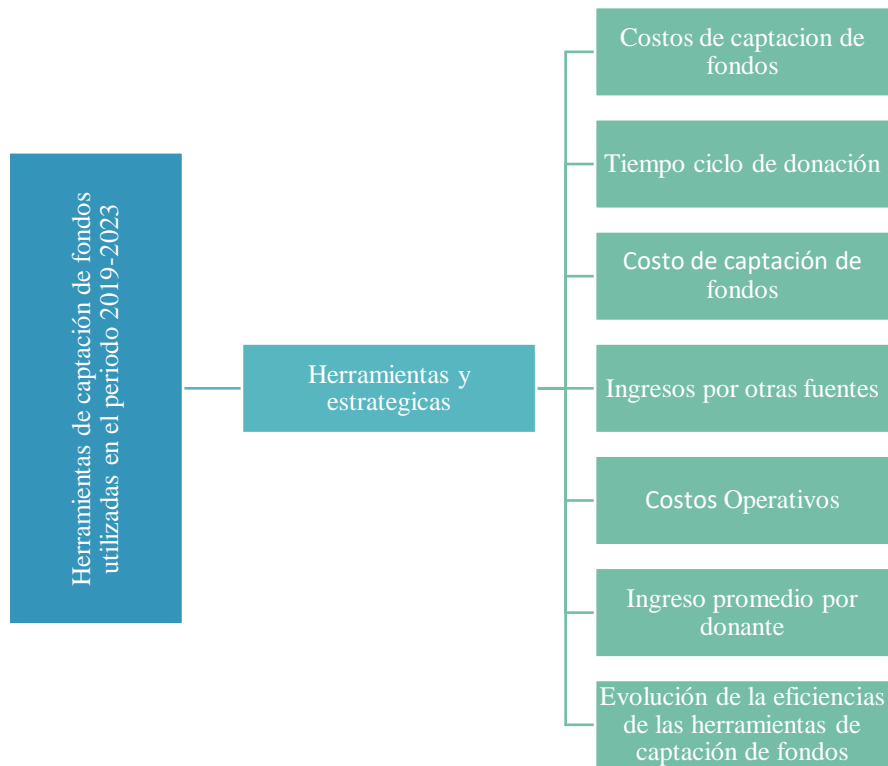 Herramientas de captación de fondos
utilizadas en el periodo 2019-2023
Herramientas y
estrategicas
Costos de captacion de
fondos
Tiempo ciclo de donación
Costo de captación de
fondos
Ingresos por otras fuentes
Costos Operativos
Ingreso promedio por
donante
Evolución de la eficiencias
de las herramientas de
captación de fondos